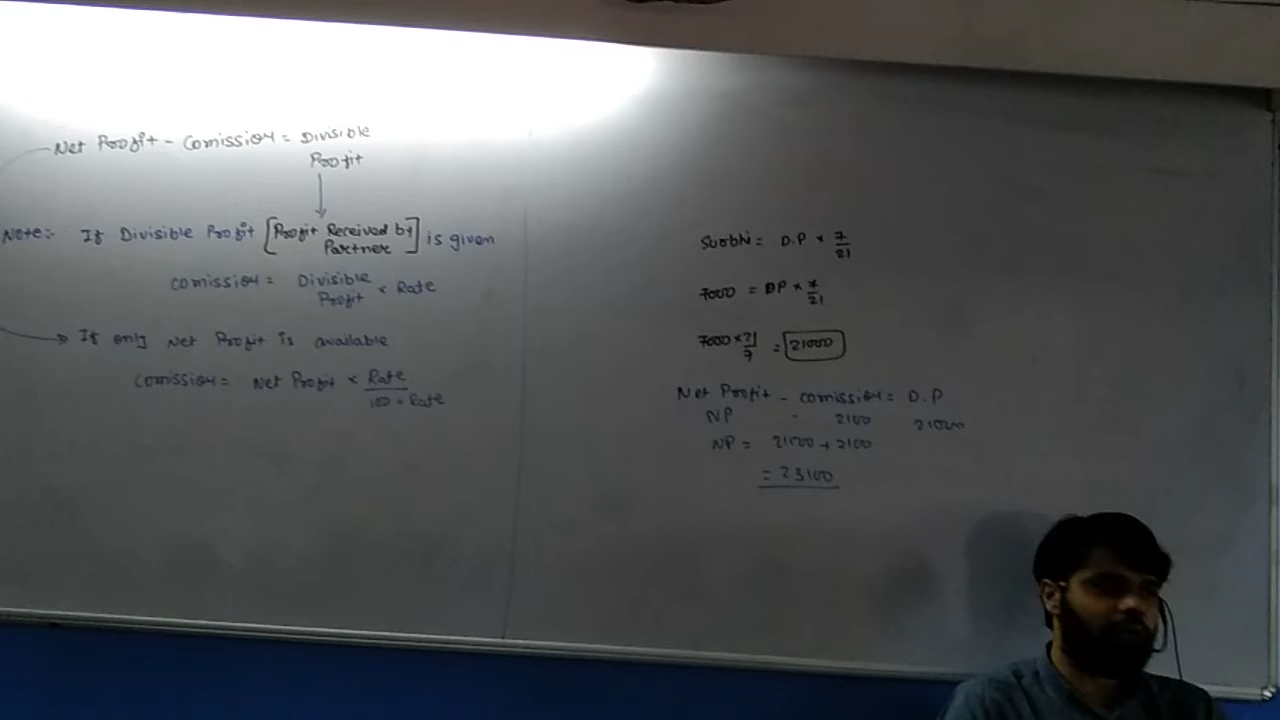 Net Profit - Comission = Divisible
Profit
Note:- If Divisible Profit [Profit Received by
Partner] is given
comission = Divisible
Profit × Rate
→ If only Net Profit is available
Comission = Net Profit × Rate
100 + Rate
= D.P × 7
21
7000 = DP × 7
21
7000 × 21
7 = 21000
Net Profit - comission = D.P
NP - 2100 21000
NP = 21000 + 2100
= 23100